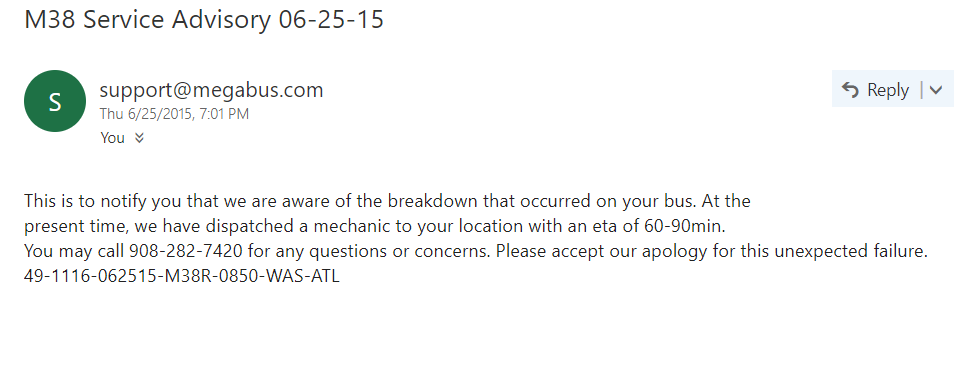 M38 Service Advisory 06-25-15
S
support@megabus.com
Thu 6/25/2015, 7:01 PM
You
Reply
This is to notify you that we are aware of the breakdown that occurred on your bus. At the
present time, we have dispatched a mechanic to your location with an eta of 60-90min.
You may call 908-282-7420 for any questions or concerns. Please accept our apology for this unexpected failure.
49-1116-062515-M38R-0850-WAS-ATL